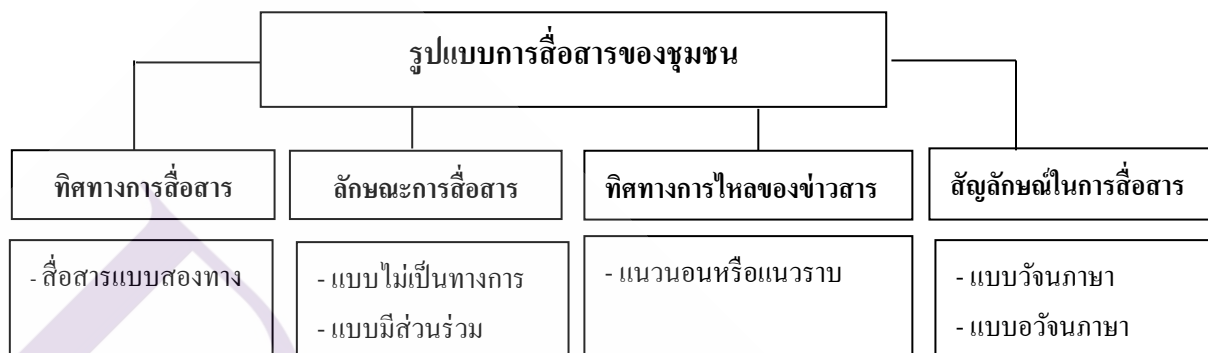 รูปแบบการสื่อสารของชุมชน
ทิศทางการสื่อสาร
ลักษณะการสื่อสาร
ทิศทางการไหลของข่าวสาร
สัญลักษณ์ในการสื่อสาร
- สื่อสารแบบสองทาง
- แบบไม่เป็นทางการ
- แบบมีส่วนร่วม
- แนวนอนหรือแนวราบ
- แบบวัจนภาษา
- แบบอวัจนภาษา